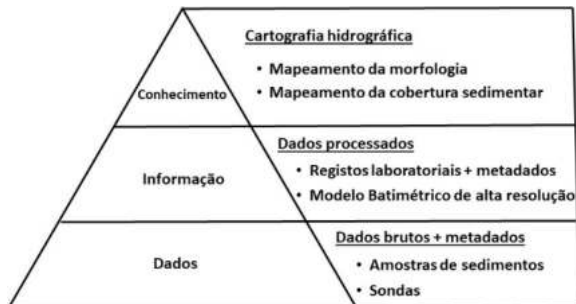 Cartografia hidrográfica
• Mapeamento da morfologia
• Mapeamento da cobertura sedimentar
Conhecimento
Dados processados
• Registos laboratoriais + metadados
• Modelo Batimétrico de alta resolução
Informação
Dados brutos + metadados
• Amostras de sedimentos
• Sondas
Dados